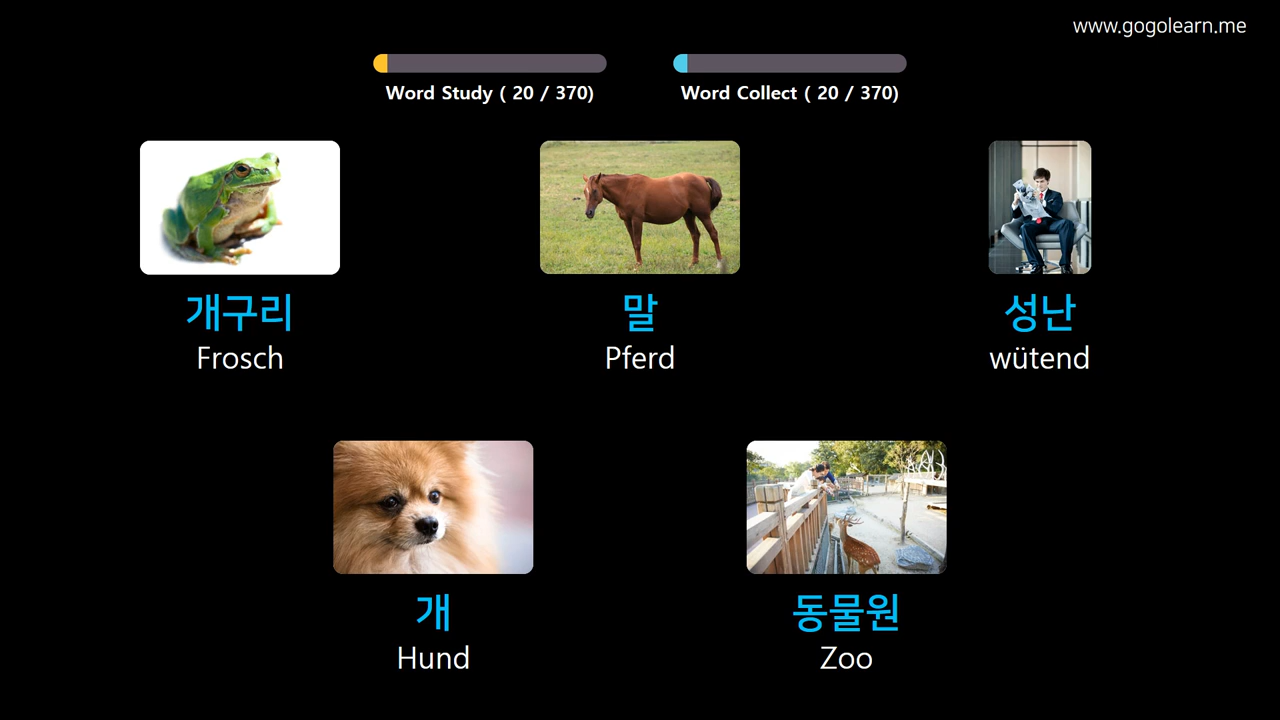 www.gogolearn.me
Word Study ( 20 / 370)
Word Collect ( 20 / 370)
개구리
Frosch
말
Pferd
성난
wütend
개
Hund
동물원
Zoo